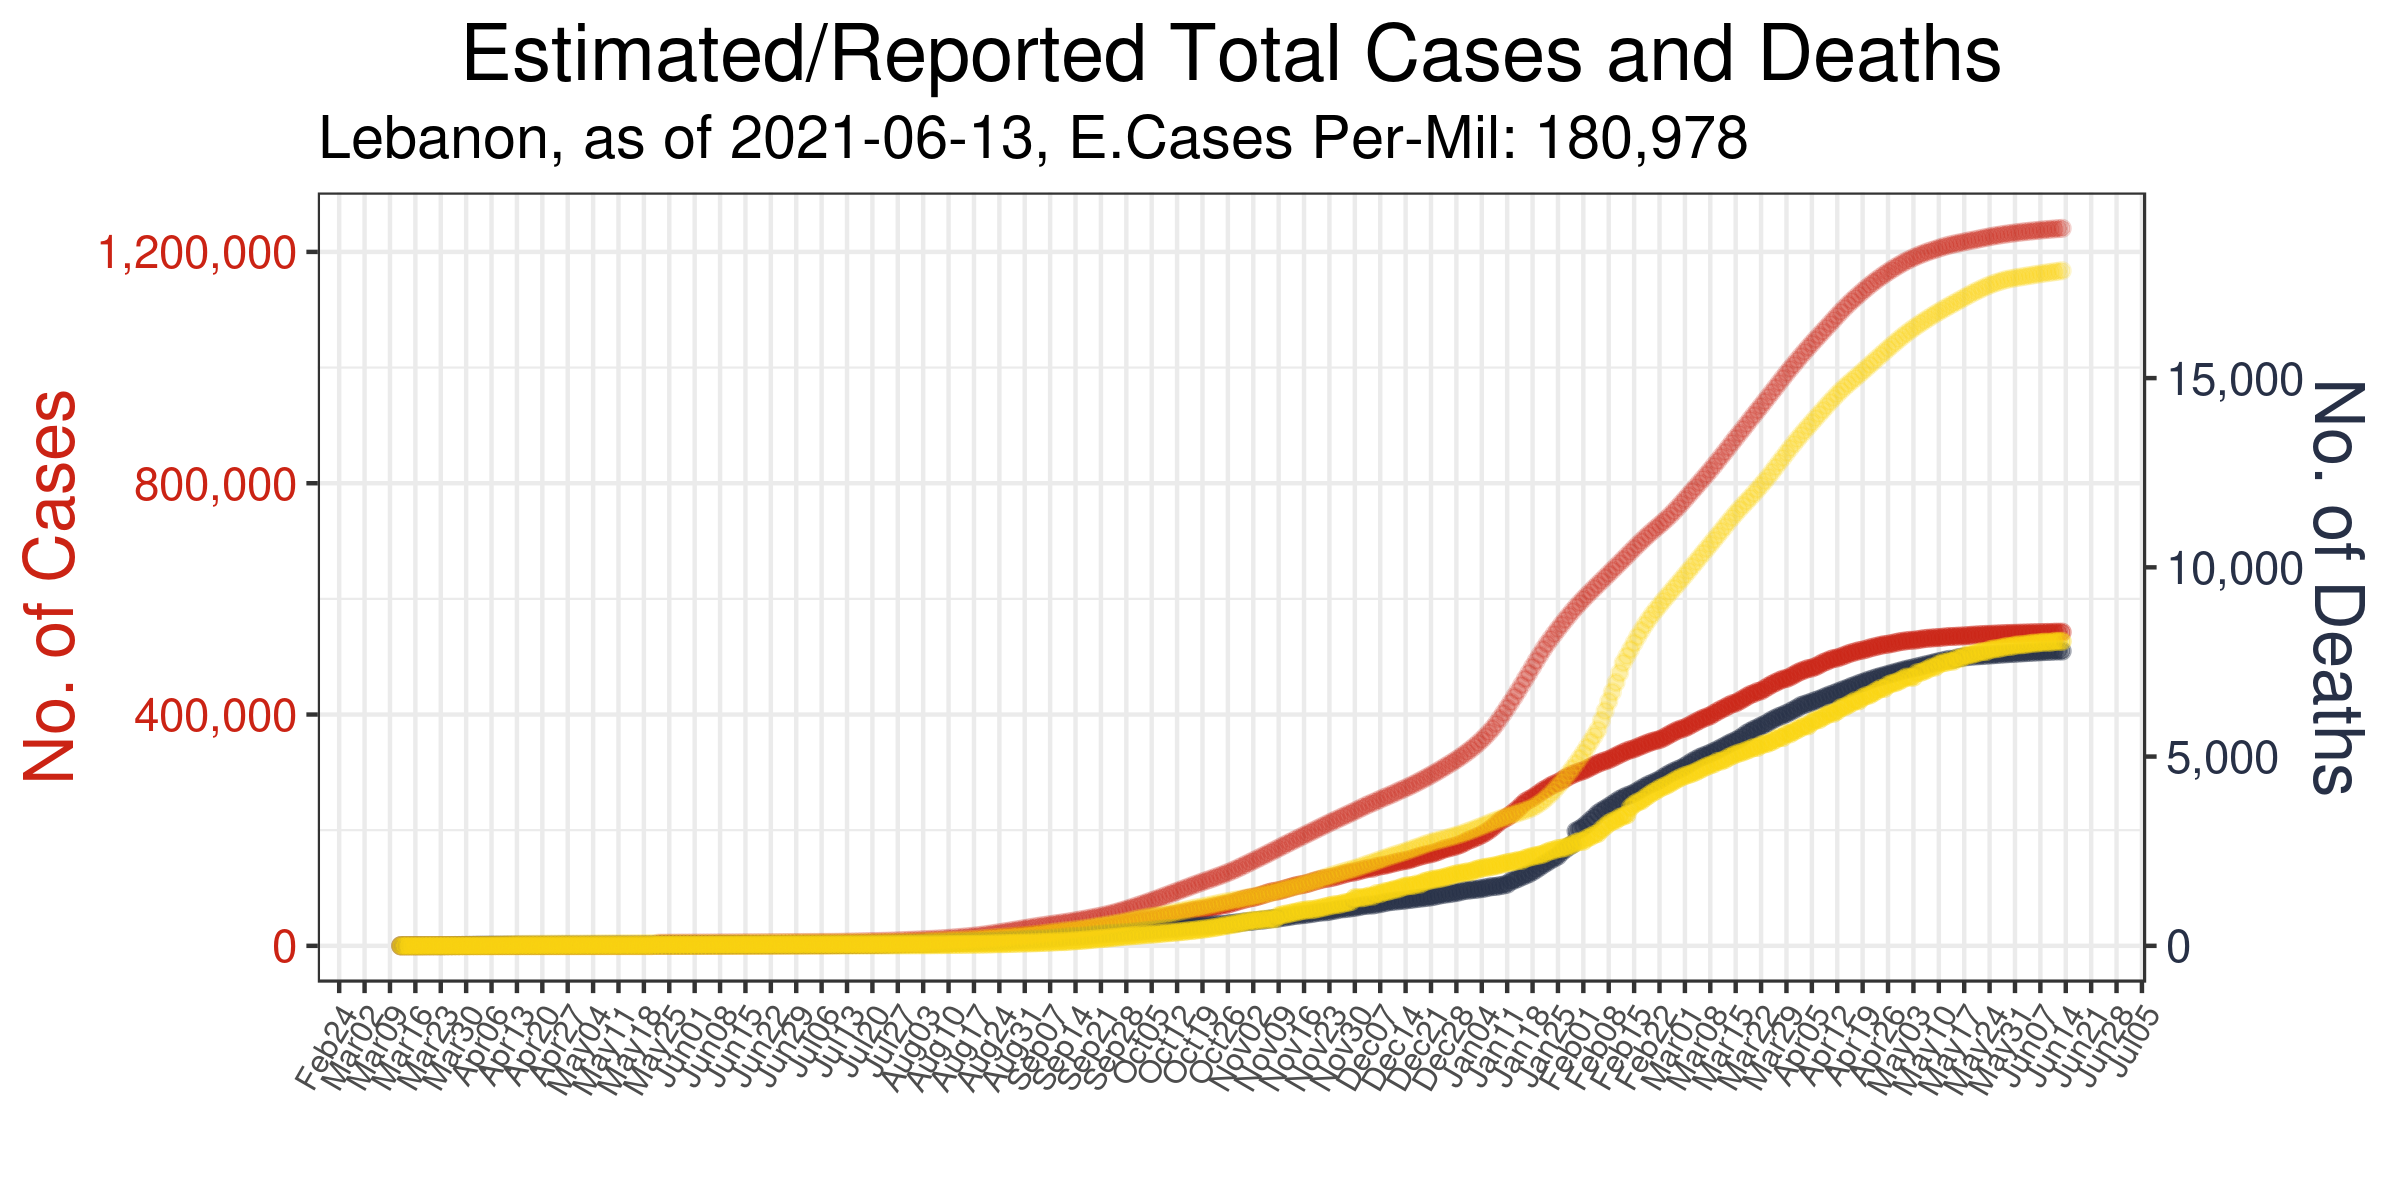 Estimated/Reported Total Cases and Deaths
Lebanon, as of 2021-06-13, E.Cases Per-Mil: 180,978
No. of Cases
1,200,000
800,000
400,000
0
15,000
10,000
5,000
0
No. of Deaths
Feb24
Mar02
Mar09
Mar16
Mar23
Mar30
Apr06
Apr13
Apr20
Apr27
May04
May11
May18
May25
Jun01
Jun08
Jun15
Jun22
Jun29
Jul06
Jul13
Jul20
Jul27
Aug03
Aug10
Aug17
Aug24
Aug31
Sep07
Sep14
Sep21
Sep28
Oct05
Oct12
Oct19
Oct26
Nov02
Nov09
Nov16
Nov23
Nov30
Dec07
Dec14
Dec21
Dec28
Dec04
Jan11
Jan18
Jan25
Feb01
Feb08
Feb15
Feb22
Mar01
Mar08
Mar15
Mar22
Mar29
Apr05
Apr12
Apr19
Apr26
May03
May10
May17
May24
May31
Jun07
Jun14
Jun21
Jun28
Jul05